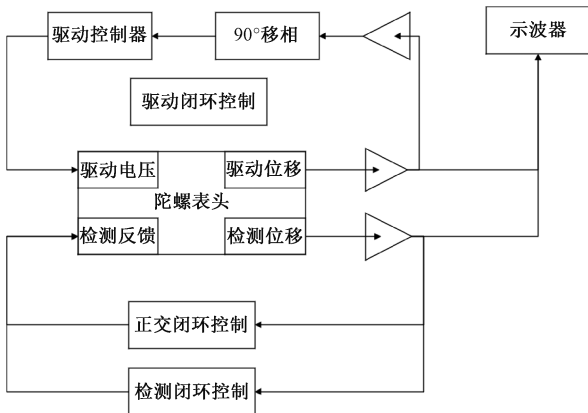 驱动控制器
90°移相
示波器
驱动闭环控制
驱动电压
驱动位移
陀螺表头
检测反馈
检测位移
正交闭环控制
检测闭环控制